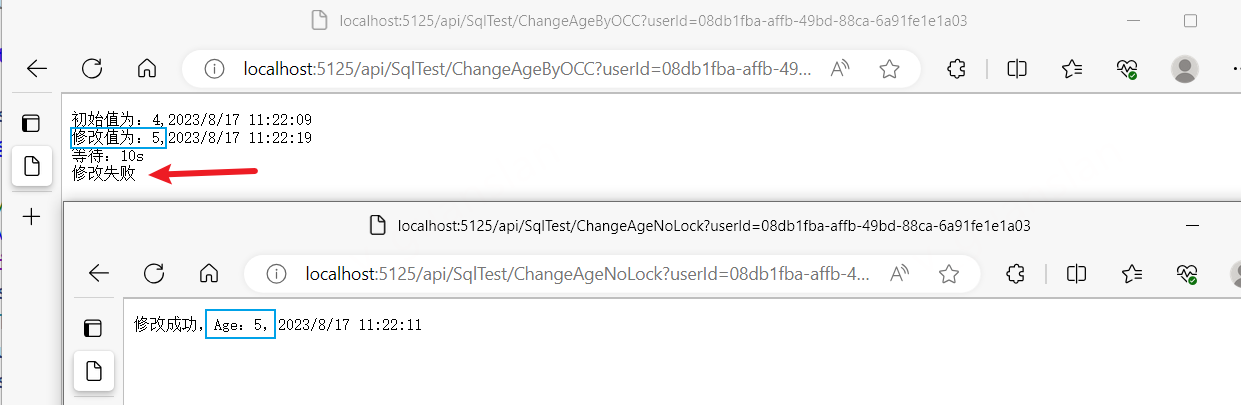 localhost:5125/api/SqlTest/ChangeAgeByOCC?userId=08db1fba-affb-49bd-88ca-6a91fe1e1a03
localhost:5125/api/SqlTest/ChangeAgeByOCC?userId=08db1fba-affb-49...
初始值为：4,2023/8/17 11:22:09
修改值为：5,2023/8/17 11:22:19
等待：10s
修改失败
localhost:5125/api/SqlTest/ChangeAgeNoLock?userId=08db1fba-affb-49bd-88ca-6a91fe1e1a03
localhost:5125/api/SqlTest/ChangeAgeNoLock?userId=08db1fba-affb-4...
修改成功，Age：5，2023/8/17 11:22:11